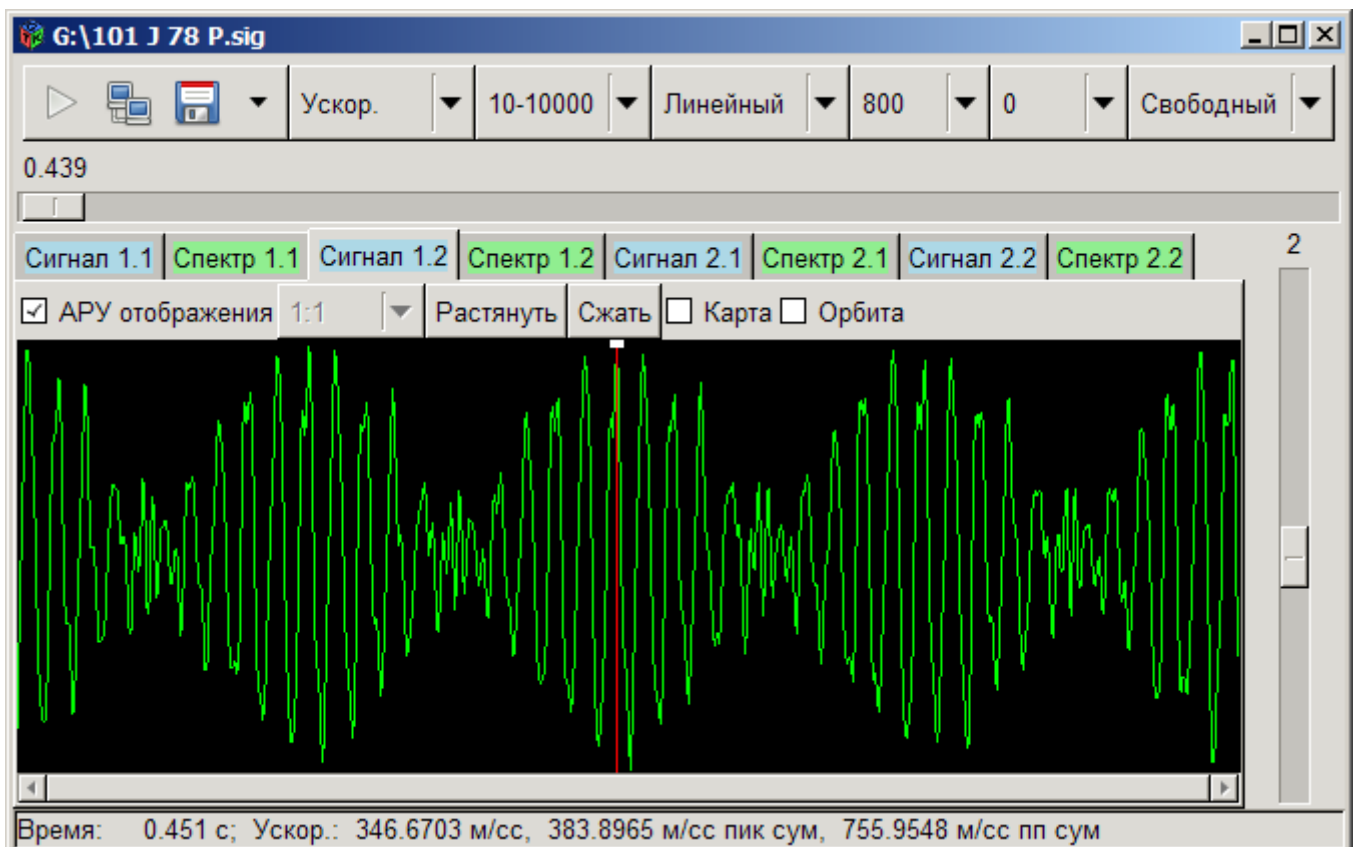 G:\101 J 78 P.sig
Ускор. 10-10000 Линейный 800 0 Свободный
0.439
Сигнал 1.1 Спектр 1.1 Сигнал 1.2 Спектр 1.2 Сигнал 2.1 Спектр 2.1 Сигнал 2.2 Спектр 2.2 2
АРУ отображения 1:1 Растянуть Сжать Карта Орбита
Время: 0.451 с; Ускор.: 346.6703 м/сс, 383.8965 м/сс пик сум, 755.9548 м/сс пп сум